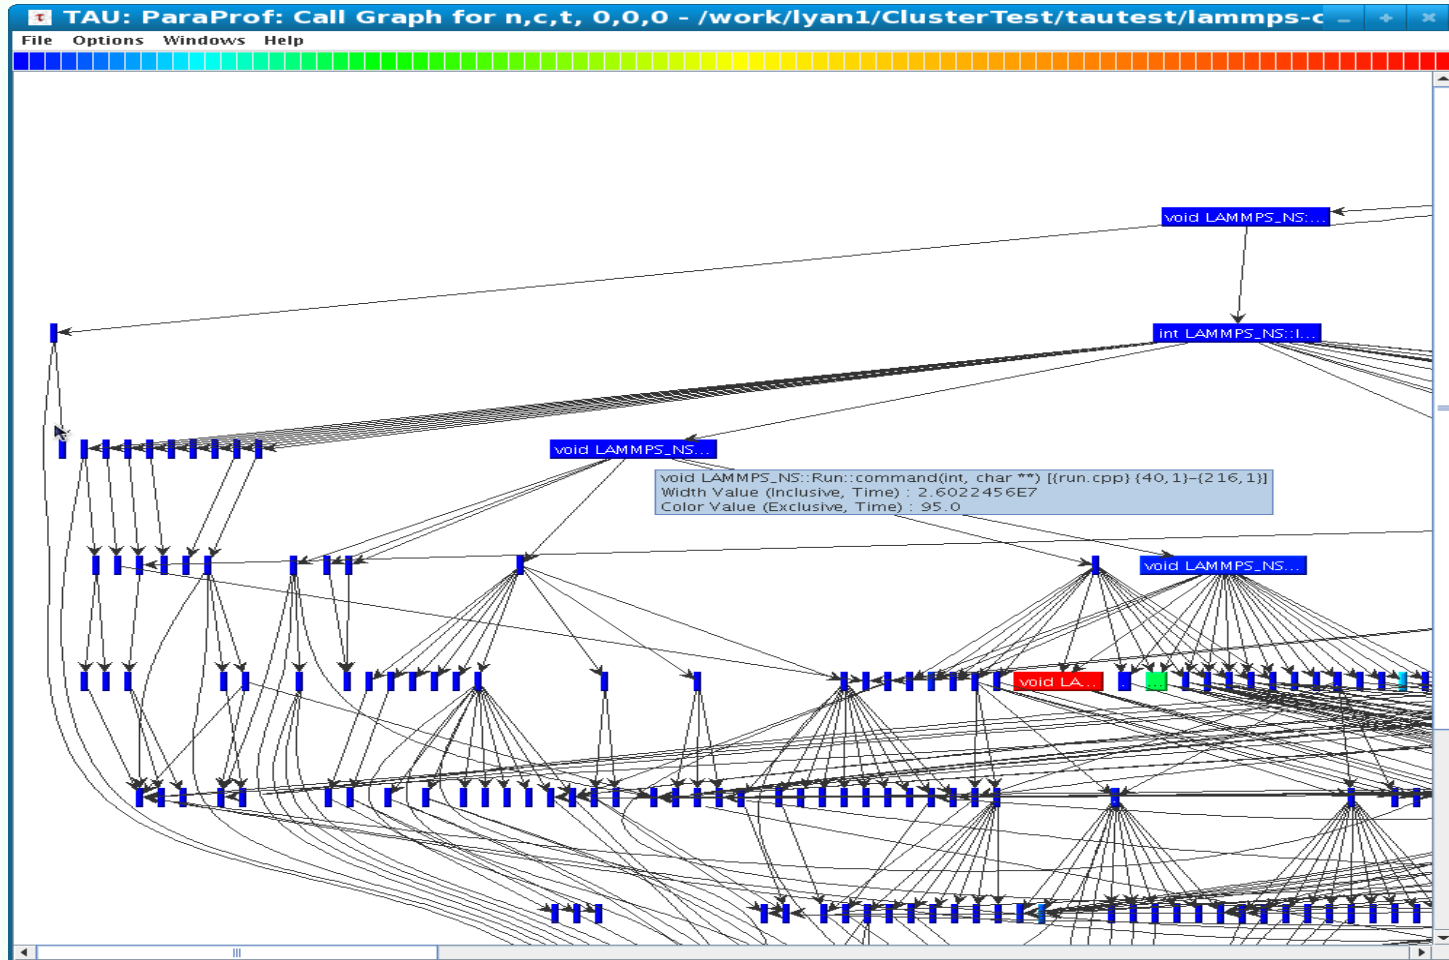 TAU: ParaProf: Call Graph for n,c,t, 0,0,0 - /work/lyan1/ClusterTest/tautest/lammps-c
File Options Windows Help
void LAMMPS_NS:...
int LAMMPS_NS::I...
void LAMMPS_NS...
void LAMMPS_NS::Run::command(int, char **) [{run.cpp} {40,1}-{216,1}]
Width Value (Inclusive, Time) : 2.6022456E7
Color Value (Exclusive, Time) : 95.0
void LAMMPS_NS...
void LA...
...